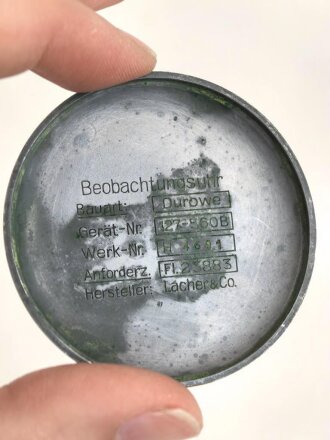 Beobachtungsuhr
Bauart: Durowe
Gerät-Nr. 127-560B
Werk-Nr. H
Anforderz. Fl. 23883
Hersteller: Lacher & Co.